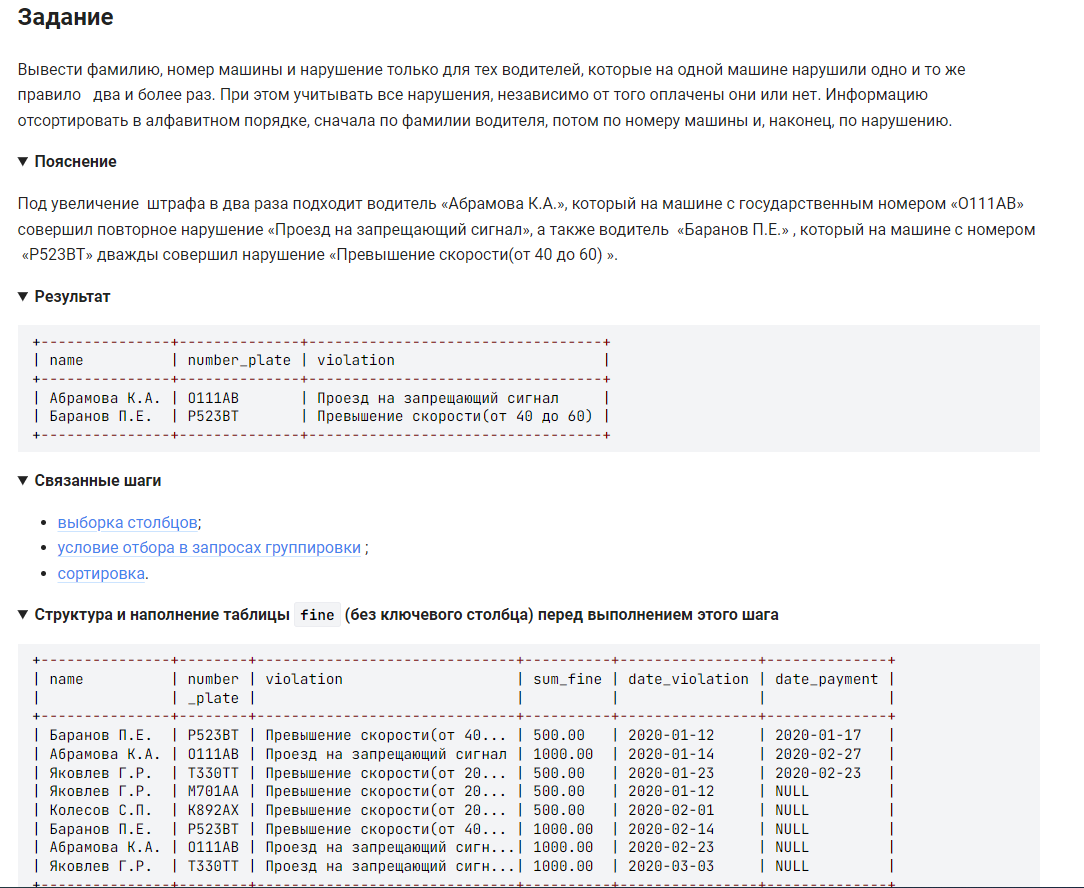 Задание
Вывести фамилию, номер машины и нарушение только для тех водителей, которые на одной машине нарушили одно и то же
правило   два и более раз. При этом учитывать все нарушения, независимо от того оплачены они или нет. Информацию
отсортировать в алфавитном порядке, сначала по фамилии водителя, потом по номеру машины и, наконец, по нарушению.
▼ Пояснение
Под увеличение  штрафа в два раза подходит водитель «Абрамова К.А.», который на машине с государственным номером «О111АВ»
совершил повторное нарушение «Проезд на запрещающий сигнал», а также водитель  «Баранов П.Е.» , который на машине с номером
«Р523ВТ» дважды совершил нарушение «Превышение скорости(от 40 до 60) ».
▼ Результат
+---------------+--------------+----------------------------------+
| name          | number_plate | violation                        |
+---------------+--------------+----------------------------------+
| Абрамова К.А. | О111АВ       | Проезд на запрещающий сигнал     |
| Баранов П.Е.  | Р523ВТ       | Превышение скорости(от 40 до 60) |
+---------------+--------------+----------------------------------+
▼ Связанные шаги
• выборка столбцов;
• условие отбора в запросах группировки ;
• сортировка.
▼ Структура и наполнение таблицы fine (без ключевого столбца) перед выполнением этого шага
+---------------+--------+------------------------------+----------+----------------+--------------+
| name          | number | violation                    | sum_fine | date_violation | date_payment |
|               | _plate |                              |          |                |              |
+---------------+--------+------------------------------+----------+----------------+--------------+
| Баранов П.Е.  | Р523ВТ | Превышение скорости(от 40... | 500.00   | 2020-01-12     | 2020-01-17   |
| Абрамова К.А. | О111АВ | Проезд на запрещающий сигнал | 1000.00  | 2020-01-14     | 2020-02-27   |
| Яковлев Г.Р.  | Т330ТТ | Превышение скорости(от 20... | 500.00   | 2020-01-23     | 2020-02-23   |
| Яковлев Г.Р.  | М701АА | Превышение скорости(от 20... | 500.00   | 2020-01-12     | NULL         |
| Колесов С.П.  | К892АХ | Превышение скорости(от 20... | 500.00   | 2020-02-01     | NULL         |
| Баранов П.Е.  | Р523ВТ | Превышение скорости(от 40... | 1000.00  | 2020-02-14     | NULL         |
| Абрамова К.А. | О111АВ | Проезд на запрещающий сигн...| 1000.00  | 2020-02-23     | NULL         |
| Яковлев Г.Р.  | Т330ТТ | Проезд на запрещающий сигн...| 1000.00  | 2020-03-03     | NULL         |
+---------------+--------+------------------------------+----------+----------------+--------------+